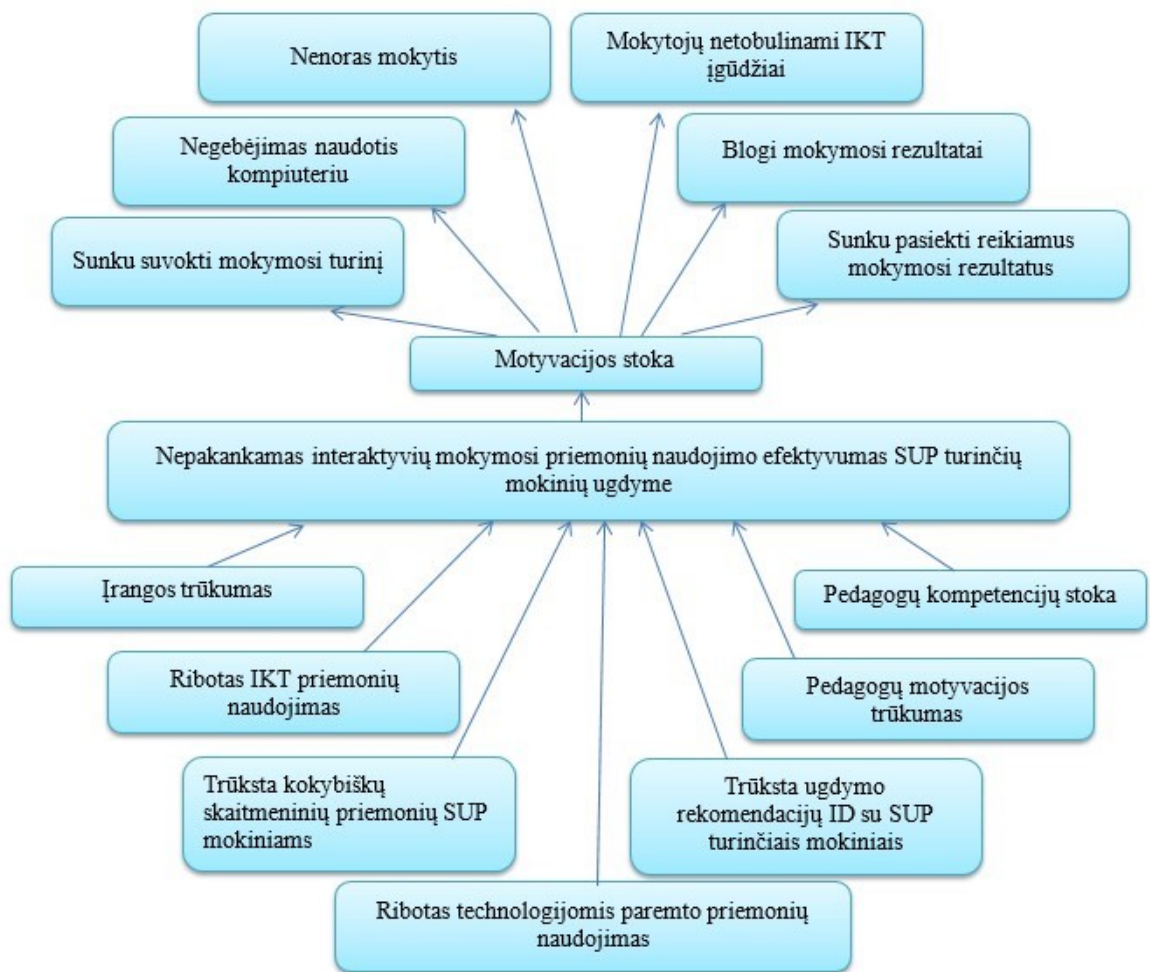 Nenoras mokytis
Mokytojų netobulinami IKT
įgūdžiai
Negebėjimas naudotis
kompiuteriu
Blogi mokymosi rezultatai
Sunku suvokti mokymosi turinį
Sunku pasiekti reikiamus
mokymosi rezultatus
Motyvacijos stoka
Nepakankamas interaktyvių mokymosi priemonių naudojimo efektyvumas SUP turinčių
mokinių ugdyme
Įrangos trūkumas
Pedagogų kompetencijų stoka
Ribotas IKT priemonių
naudojimas
Pedagogų motyvacijos
trūkumas
Trūksta kokybiškų
skaitmeninių priemonių SUP
mokiniams
Trūksta ugdymo
rekomendacijų ID su SUP
turinčiais mokiniais
Ribotas technologijomis paremto priemonių
naudojimas